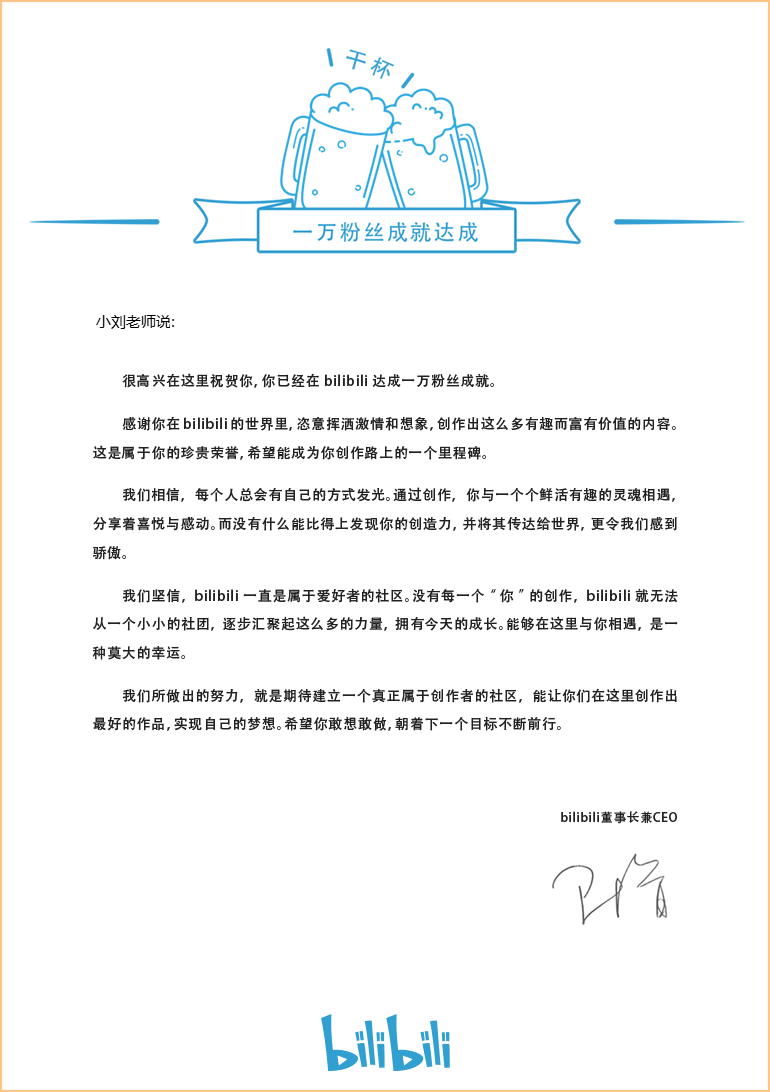 干杯
一万粉丝成就达成
小刘老师说:
很高兴在这里祝贺你,你已经在 bilibili 达成一万粉丝成就。
感谢你在 bilibili 的世界里,恣意挥洒激情和想象,创作出这么多有趣而富有价值的内容。
这是属于你的珍贵荣誉,希望能成为你创作路上的一个里程碑。
我们相信,每个人总会有自己的方式发光。通过创作,你与一个个鲜活有趣的灵魂相遇,
分享着喜悦与感动。而没有什么能比得上发现你的创造力,并将其传达给世界,更令我们感到
骄傲。
我们坚信,bilibili 一直是属于爱好者的社区。没有每一个“你”的创作,bilibili 就无法
从一个小小的社团,逐步汇聚起这么多的力量,拥有今天的成长。能够在这里与你相遇,是一
种莫大的幸运。
我们所做出的努力,就是期待建立一个真正属于创作者的社区,能让你们在这里创作出
最好的作品,实现自己的梦想。希望你敢想敢做,朝着下一个目标不断前行。
bilibili董事长兼CEO
bilibili